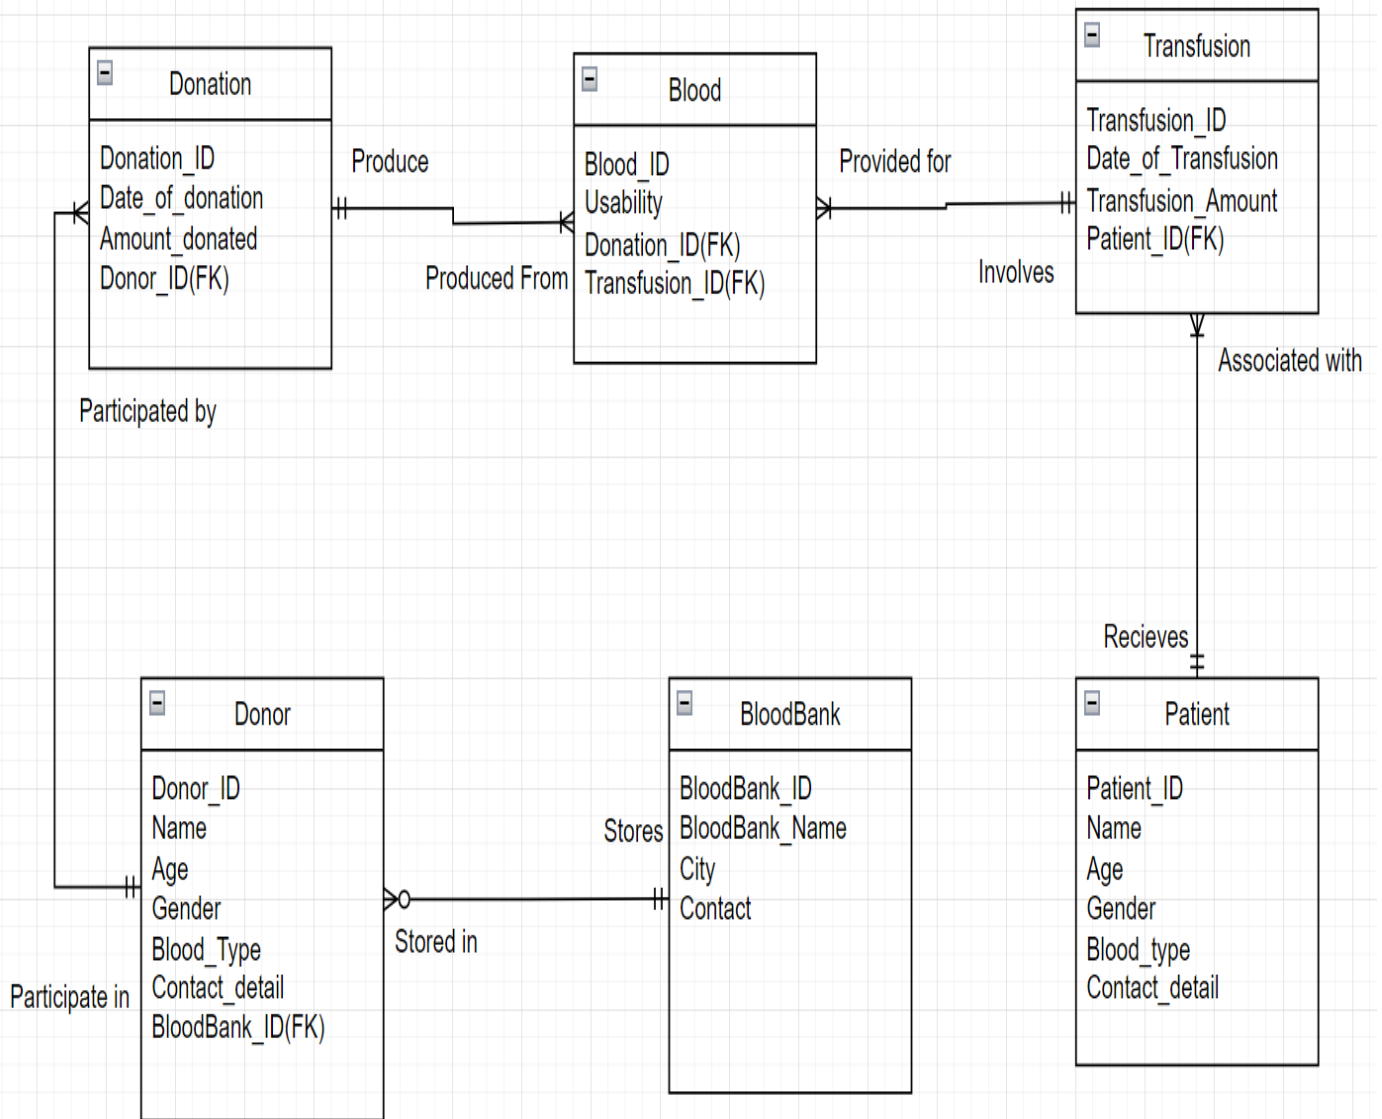 Donation
Donation_ID
Date_of_donation
Amount_donated
Donor_ID(FK)
Participated by
Produce
Produced From
Blood
Blood_ID
Usability
Donation_ID(FK)
Transfusion_ID(FK)
Provided for
Involves
Transfusion
Transfusion_ID
Date_of_Transfusion
Transfusion_Amount
Patient_ID(FK)
Associated with
Recieves
Donor
Donor_ID
Name
Age
Gender
Blood_Type
Contact_detail
BloodBank_ID(FK)
Participate in
Stored in
Stores
BloodBank
BloodBank_ID
BloodBank_Name
City
Contact
Patient
Patient_ID
Name
Age
Gender
Blood_type
Contact_detail